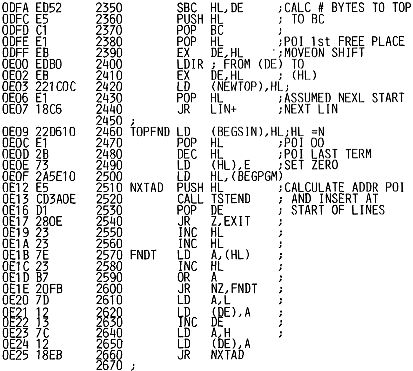 0DFA ED52 2350 SBC HL,DE ;CALC # BYTES TO TOP
0DFC E5 2360 PUSH HL ; TO BC
0DFD C1 2370 POP BC ;
0DFE E1 2380 POP HL ;POI 1st FREE PLACE
0DFF EB 2390 EX DE,HL ;MOVEON SHIFT
0E00 EDB0 2400 LDIR ; FROM (DE) TO
0E02 EB 2410 EX DE,HL ; (HL)
0E03 221C0C 2420 LD (NEWTOP),HL;
0E06 E1 2430 POP HL ;ASSUMED NEXL START
0E07 18C6 2440 JR LIN+ ;NEXT LIN
2450 ;
0E09 22D610 2460 TOPFND LD (BEGSIN),HL;HL =N
0E0C E1 2470 POP HL ;POI 00
0E0D 2B 2480 DEC HL ;POI LAST TERM
0E0E 73 2490 LD (HL),E ;SET ZERO
0E0F 2A5E10 2500 LD HL,(BEGPGM)
0E12 E5 2510 NXTAD PUSH HL ;CALCULATE ADDR POI
0E13 CD3A0E 2520 CALL TSTEND ; AND INSERT AT
0E16 D1 2530 POP DE ; START OF LINES
0E17 280E 2540 JR Z,EXIT ;
0E19 23 2550 INC HL ;
0E1A 23 2560 INC HL ;
0E1B 7E 2570 FNDT LD A,(HL) ;
0E1C 23 2580 INC HL ;
0E1D B7 2590 OR A ;
0E1E 20FB 2600 JR NZ,FNDT ;
0E20 7D 2610 LD A,L ;
0E21 12 2620 LD (DE),A ;
0E22 13 2630 INC DE ;
0E23 7C 2640 LD A,H ;
0E24 12 2650 LD (DE),A ;
0E25 18EB 2660 JR NXTAD
2670 ;